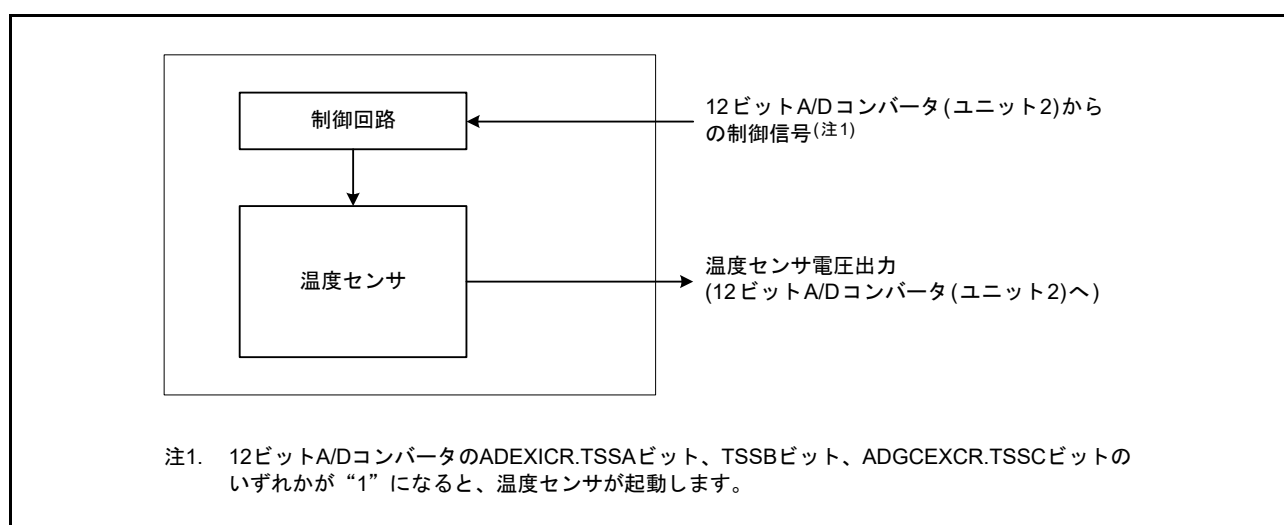 制御回路
12ビットA/Dコンバータ(ユニット2)から
の制御信号(注1)
温度センサ
温度センサ電圧出力
(12ビットA/Dコンバータ(ユニット2)へ)
注1. 12ビットA/DコンバータのADEXICR.TSSAビット、TSSBビット、ADGCEXCR.TSSCビットの
いずれかが“1”になると、温度センサが起動します。